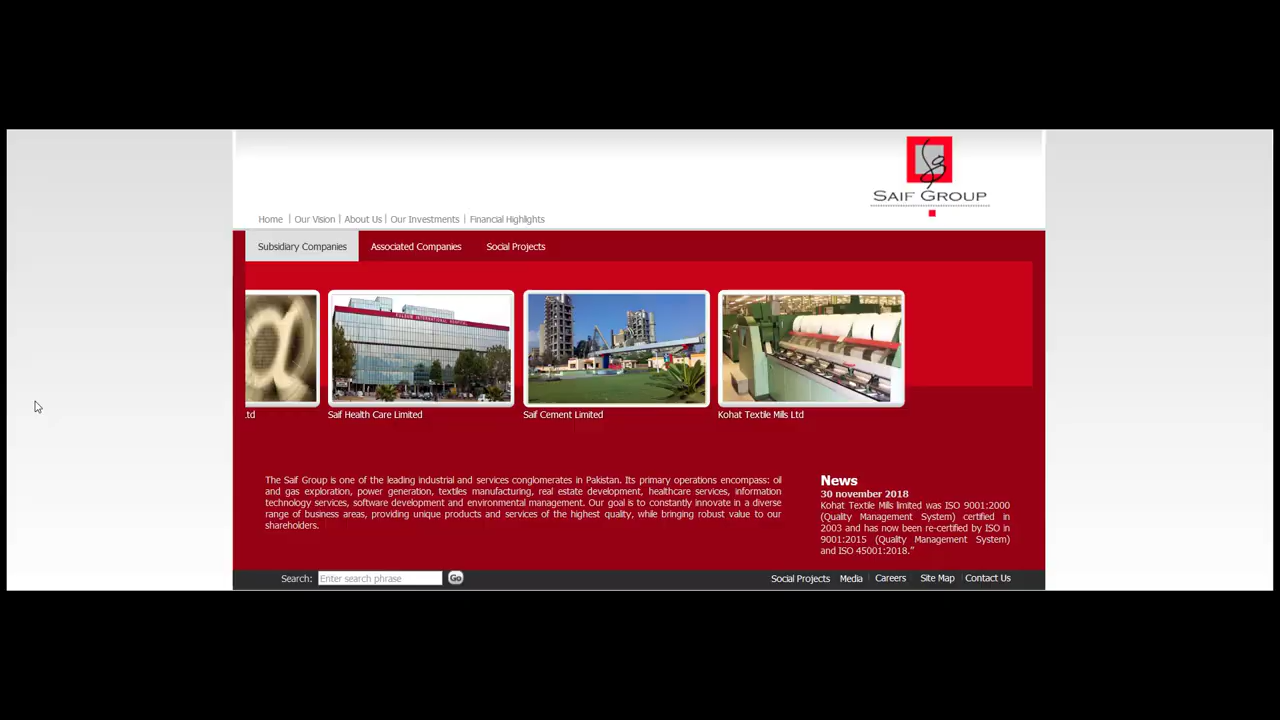 SAIF GROUP
Home | Our Vision | About Us | Our Investments | Financial Highlights
Subsidiary Companies Associated Companies Social Projects
.td Saif Health Care Limited Saif Cement Limited Kohat Textile Mills Ltd
The Saif Group is one of the leading industrial and services conglomerates in Pakistan. Its primary operations encompass: oil
and gas exploration, power generation, textiles manufacturing, real estate development, healthcare services, information
technology services, software development and environmental management. Our goal is to constantly innovate in a diverse
range of business areas, providing unique products and services of the highest quality, while bringing robust value to our
shareholders.
News
30 november 2018
Kohat Textile Mills limited was ISO 9001:2000
(Quality Management System) certified in
2003 and has now been re-certified by ISO in
9001:2015 (Quality Management System)
and ISO 45001:2018.”
Search: Enter search phrase Go
Social Projects Media Careers Site Map Contact Us